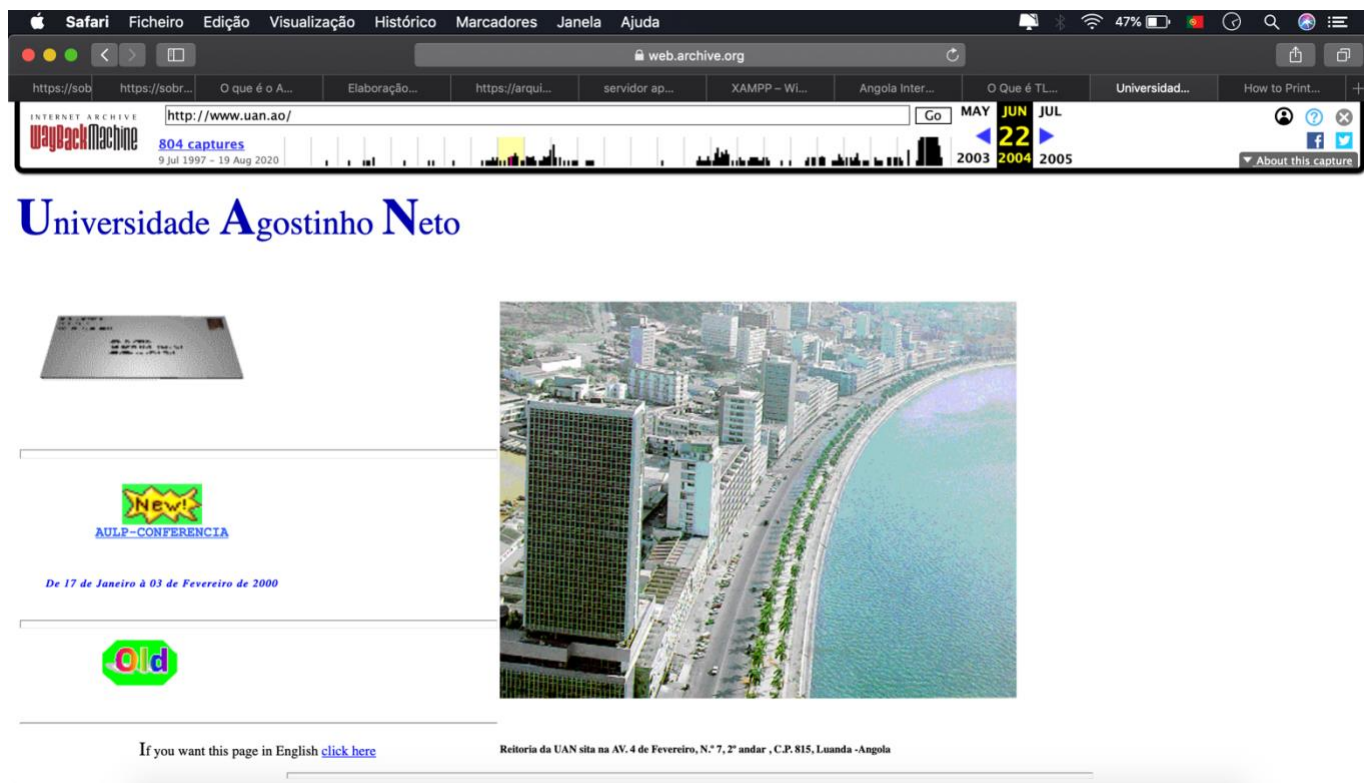 Safari Ficheiro Edição Visualização Histórico Marcadores Janela Ajuda 47%
web.archive.org
https://sob https://sobr... O que é o A... Elaboração... https://arqui... servidor ap... XAMPP – Wi... Angola Inter... O Que é TL... Universidad... How to Print...
INTERNET ARCHIVE
WayBackMachine
http://www.uan.ao/ Go
804 captures
9 Jul 1997 – 19 Aug 2020
MAY JUN JUL
22
2003 2004 2005
About this capture
Universidade Agostinho Neto
New!
AULP-CONFERENCIA
De 17 de Janeiro à 03 de Fevereiro de 2000
Old
If you want this page in English click here
Reitoria da UAN sita na AV. 4 de Fevereiro, N.º 7, 2º andar , C.P. 815, Luanda -Angola